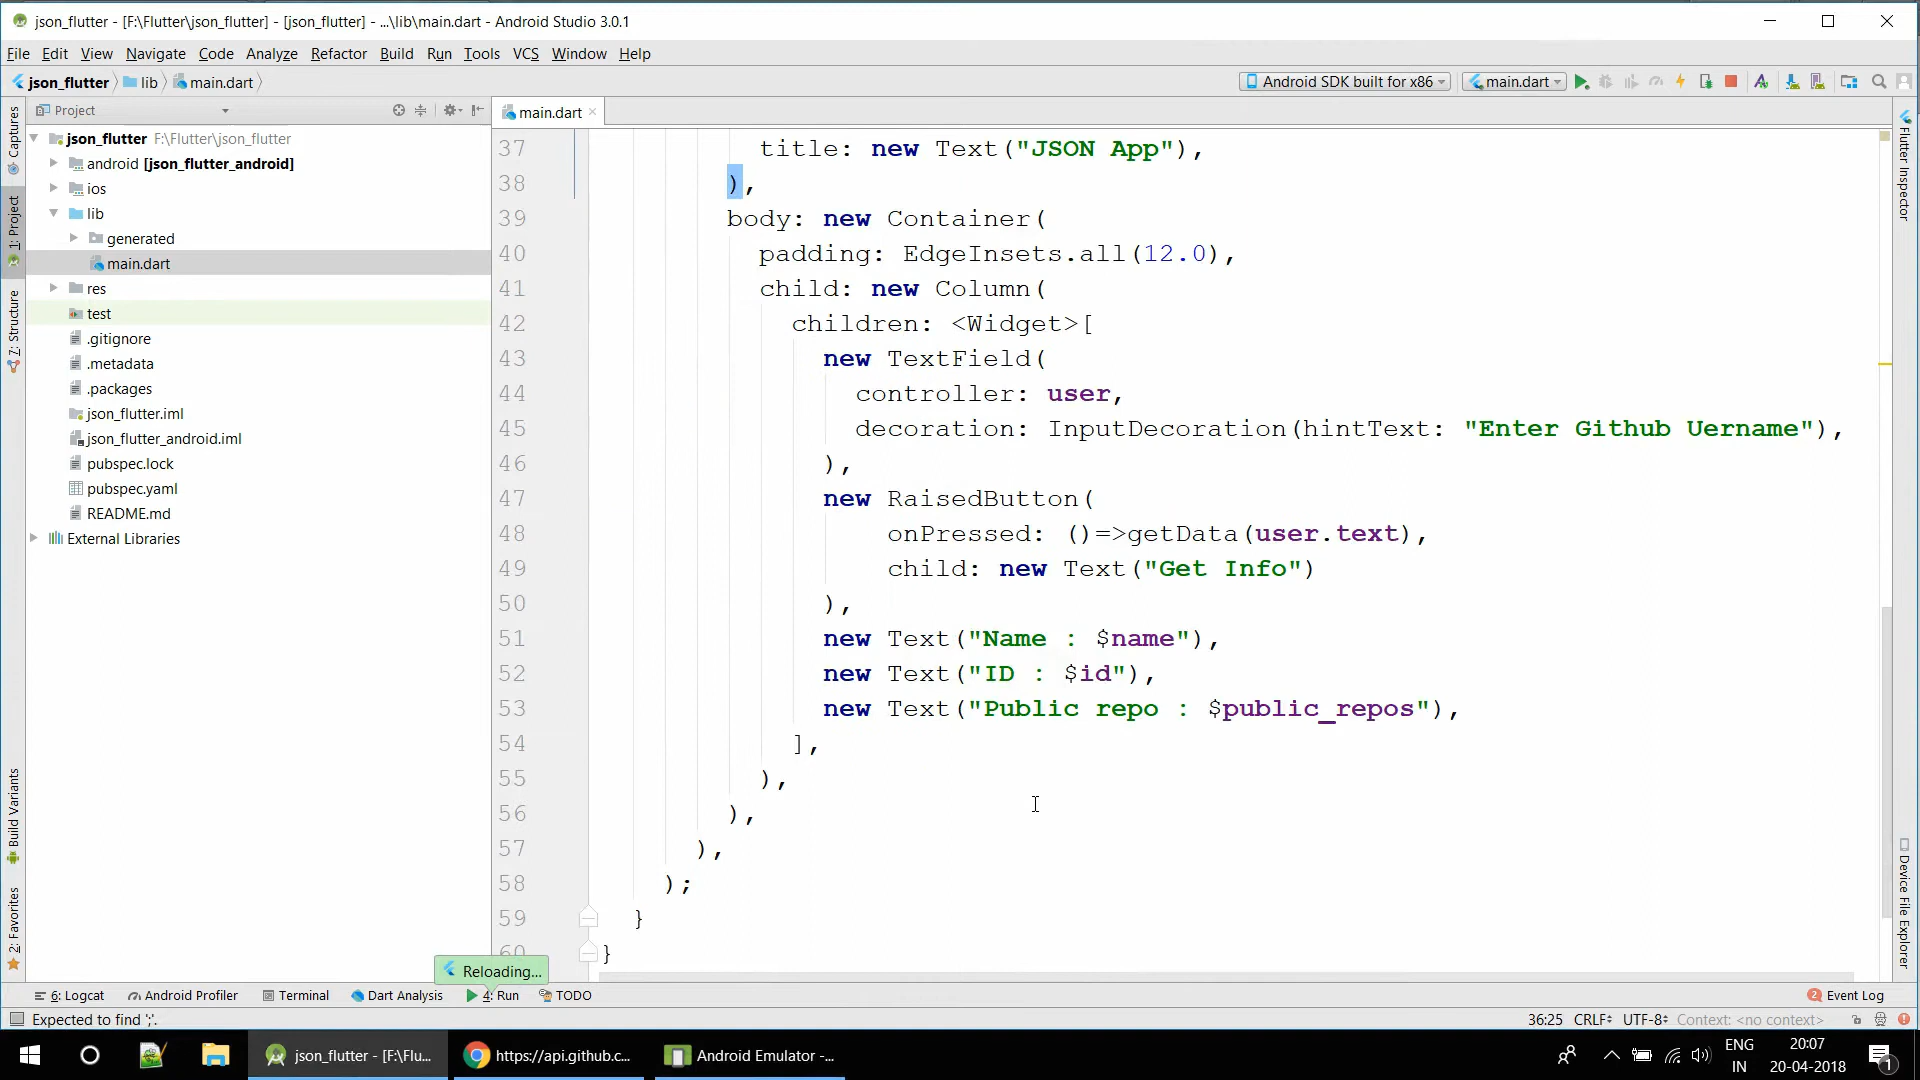 json_flutter - [F:\Flutter\json_flutter] - [json_flutter] - ...\lib\main.dart - Android Studio 3.0.1
File Edit View Navigate Code Analyze Refactor Build Run Tools VCS Window Help
json_flutter lib main.dart Android SDK built for x86 main.dart
Project main.dart
json_flutter F:\Flutter\json_flutter
android [json_flutter_android]
ios
lib
generated
main.dart
res
test
.gitignore
.metadata
.packages
json_flutter.iml
json_flutter_android.iml
pubspec.lock
pubspec.yaml
README.md
External Libraries
Captures
1: Project
7: Structure
Build Variants
2: Favorites
37 title: new Text("JSON App"),
38 ),
39 body: new Container(
40 padding: EdgeInsets.all(12.0),
41 child: new Column(
42 children: <Widget>[
43 new TextField(
44 controller: user,
45 decoration: InputDecoration(hintText: "Enter Github Uername"),
46 ),
47 new RaisedButton(
48 onPressed: ()=>getData(user.text),
49 child: new Text("Get Info")
50 ),
51 new Text("Name : $name"),
52 new Text("ID : $id"),
53 new Text("Public repo : $public_repos"),
54 ],
55 ),
56 ),
57 ),
58 );
59 }
60 }
Flutter Inspector
Device File Explorer
Reloading...
6: Logcat Android Profiler Terminal Dart Analysis 4: Run TODO 2 Event Log
Expected to find ';'. 36:25 CRLF UTF-8 Context: <no context>
json_flutter - [F:\Flu... https://api.github.c... Android Emulator -... ENG 20:07
IN 20-04-2018 1